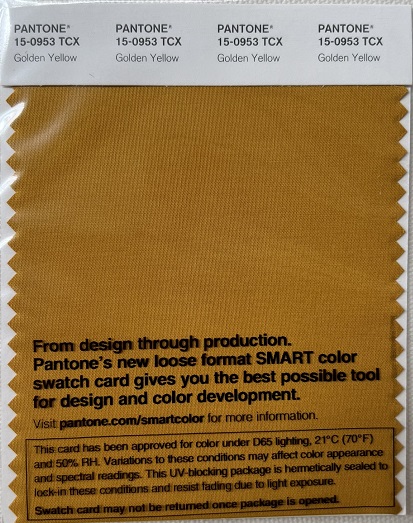 PANTONE® PANTONE® PANTONE® PANTONE®
15-0953 TCX 15-0953 TCX 15-0953 TCX 15-0953 TCX
Golden Yellow Golden Yellow Golden Yellow Golden Yellow
From design through production.
Pantone's new loose format SMART color
swatch card gives you the best possible tool
for design and color development.
Visit pantone.com/smartcolor for more information.
This card has been approved for color under D65 lighting, 21°C (70°F)
and 50% RH. Variations to these conditions may affect color appearance
and spectral readings. This UV-blocking package is hermetically sealed to
lock-in these conditions and resist fading due to light exposure.
Swatch card may not be returned once package is opened.